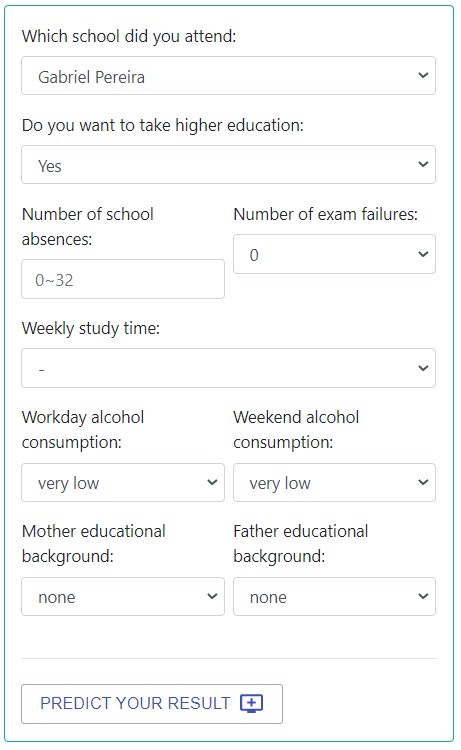 Which school did you attend:
Gabriel Pereira
Do you want to take higher education:
Yes
Number of school
absences:
0~32
Number of exam failures:
0
Weekly study time:
-
Workday alcohol
consumption:
very low
Weekend alcohol
consumption:
very low
Mother educational
background:
none
Father educational
background:
none
PREDICT YOUR RESULT